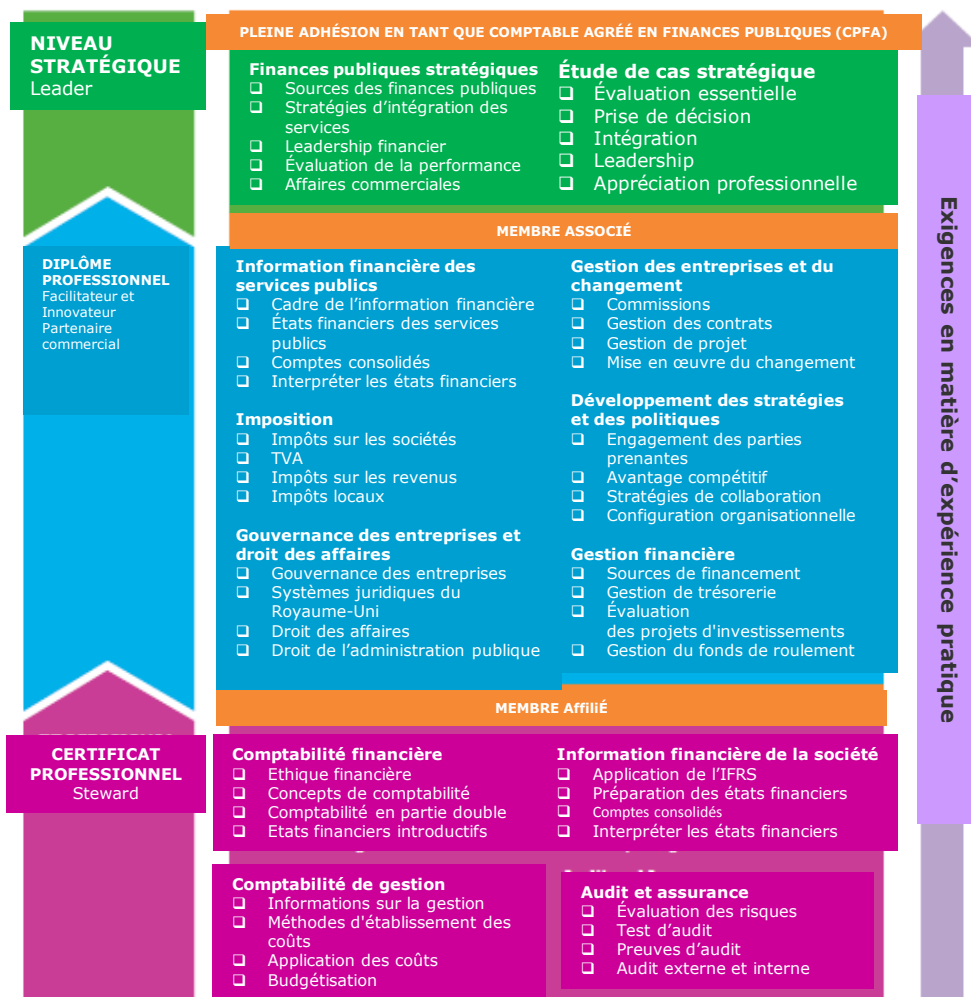 PLEINE ADHÉSION EN TANT QUE COMPTABLE AGRÉÉ EN FINANCES PUBLIQUES (CPFA)
NIVEAU
STRATÉGIQUE
Leader
Finances publiques stratégiques
❑ Sources des finances publiques
❑ Stratégies d’intégration des
services
❑ Leadership financier
❑ Évaluation de la performance
❑ Affaires commerciales
Étude de cas stratégique
❑ Évaluation essentielle
❑ Prise de décision
❑ Intégration
❑ Leadership
❑ Appréciation professionnelle
MEMBRE ASSOCIÉ
DIPLÔME
PROFESSIONNEL
Facilitateur et
Innovateur
Partenaire
commercial
Information financière des
services publics
❑ Cadre de l’information financière
❑ États financiers des services
publics
❑ Comptes consolidés
❑ Interpréter les états financiers
Imposition
❑ Impôts sur les sociétés
❑ TVA
❑ Impôts sur les revenus
❑ Impôts locaux
Gouvernance des entreprises et
droit des affaires
❑ Gouvernance des entreprises
❑ Systèmes juridiques du
Royaume-Uni
❑ Droit des affaires
❑ Droit de l’administration publique
Gestion des entreprises et du
changement
❑ Commissions
❑ Gestion des contrats
❑ Gestion de projet
❑ Mise en œuvre du changement
Développement des stratégies
et des politiques
❑ Engagement des parties
prenantes
❑ Avantage compétitif
❑ Stratégies de collaboration
❑ Configuration organisationnelle
Gestion financière
❑ Sources de financement
❑ Gestion de trésorerie
❑ Évaluation
des projets d'investissements
❑ Gestion du fonds de roulement
MEMBRE AffiliÉ
CERTIFICAT
PROFESSIONNEL
Steward
Comptabilité financière
❑ Ethique financière
❑ Concepts de comptabilité
❑ Comptabilité en partie double
❑ Etats financiers introductifs
Information financière de la société
❑ Application de l’IFRS
❑ Préparation des états financiers
❑ Comptes consolidés
❑ Interpréter les états financiers
Comptabilité de gestion
❑ Informations sur la gestion
❑ Méthodes d'établissement des
coûts
❑ Application des coûts
❑ Budgétisation
Audit et assurance
❑ Évaluation des risques
❑ Test d’audit
❑ Preuves d’audit
❑ Audit externe et interne
Exigences en matière d’expérience pratique